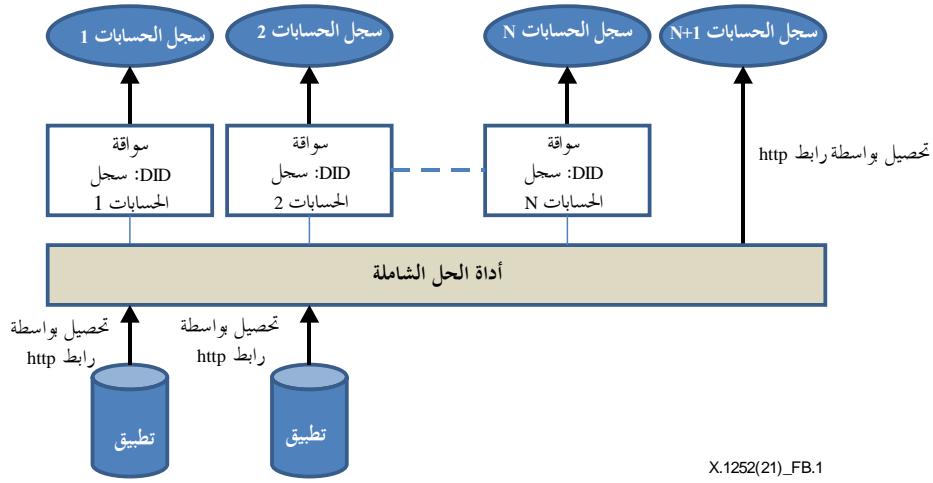 سجل الحسابات 1
سجل الحسابات 2
سجل الحسابات N
سجل الحسابات N+1
سواقة
DID: سجل
الحسابات 1
سواقة
DID: سجل
الحسابات 2
سواقة
DID: سجل
الحسابات N
تحصيل بواسطة رابط http
أداة الحل الشاملة
تحصيل بواسطة
رابط http
تحصيل بواسطة
رابط http
تطبيق
تطبيق
X.1252(21)_FB.1